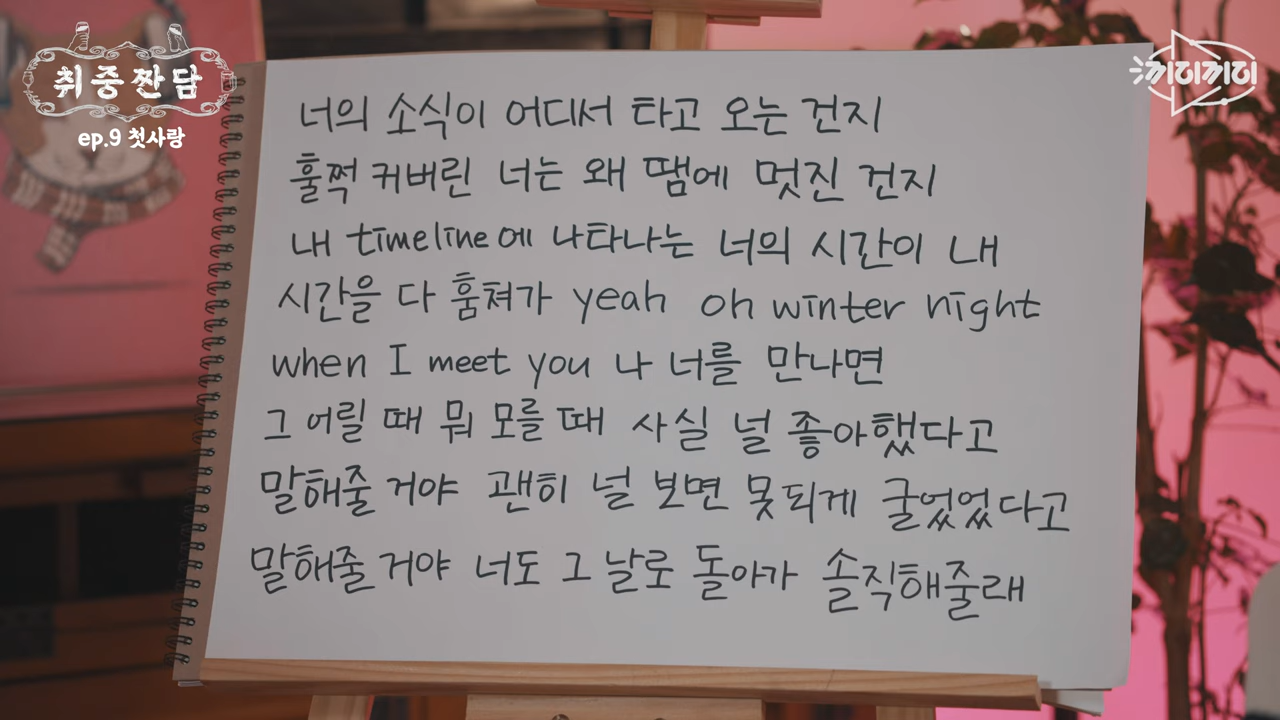 취중짠담
ep.9 첫사랑
끼리끼리
너의 소식이 어디서 타고 오는 건지
훌쩍 커버린 너는 왜 땜에 멋진 건지
내 timeline에 나타나는 너의 시간이 내
시간을 다 훔쳐가 yeah oh winter night
when I meet you 나 너를 만나면
그 어릴 때 뭐 모를 때 사실 널 좋아했다고
말해줄 거야 괜히 널 보면 못되게 굴었었다고
말해줄 거야 너도 그 날로 돌아가 솔직해줄래